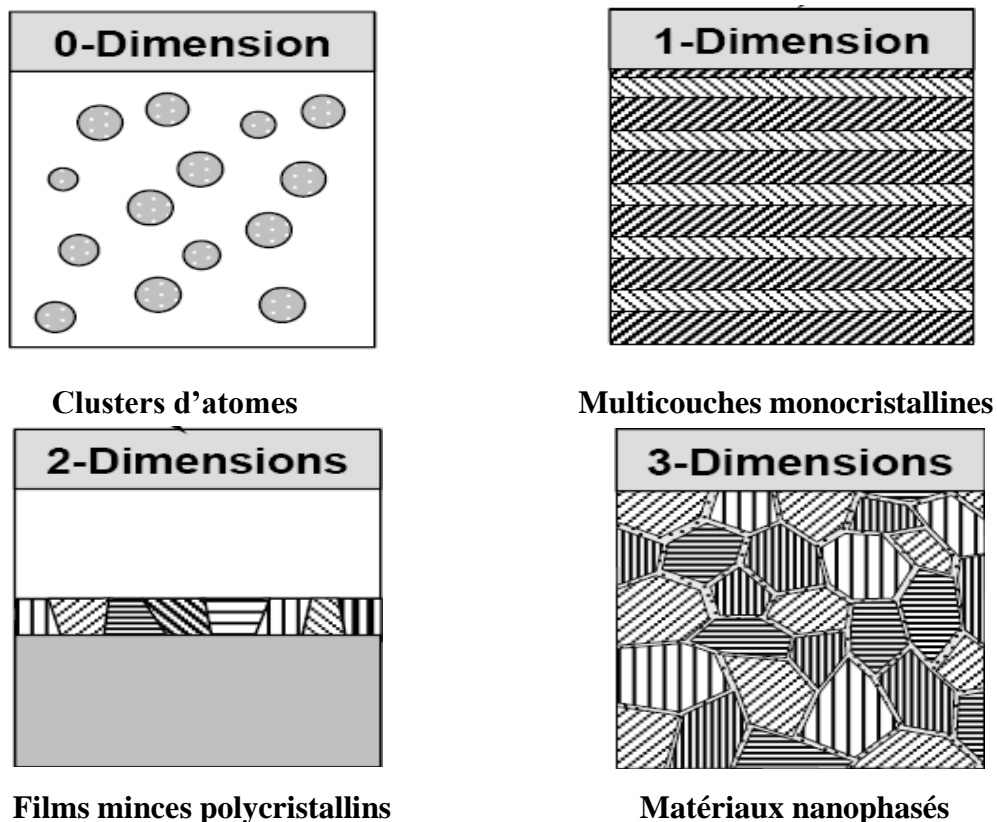 0-Dimension
1-Dimension
Clusters d’atomes
Multicouches monocristallines
2-Dimensions
3-Dimensions
Films minces polycristallins
Matériaux nanophasés